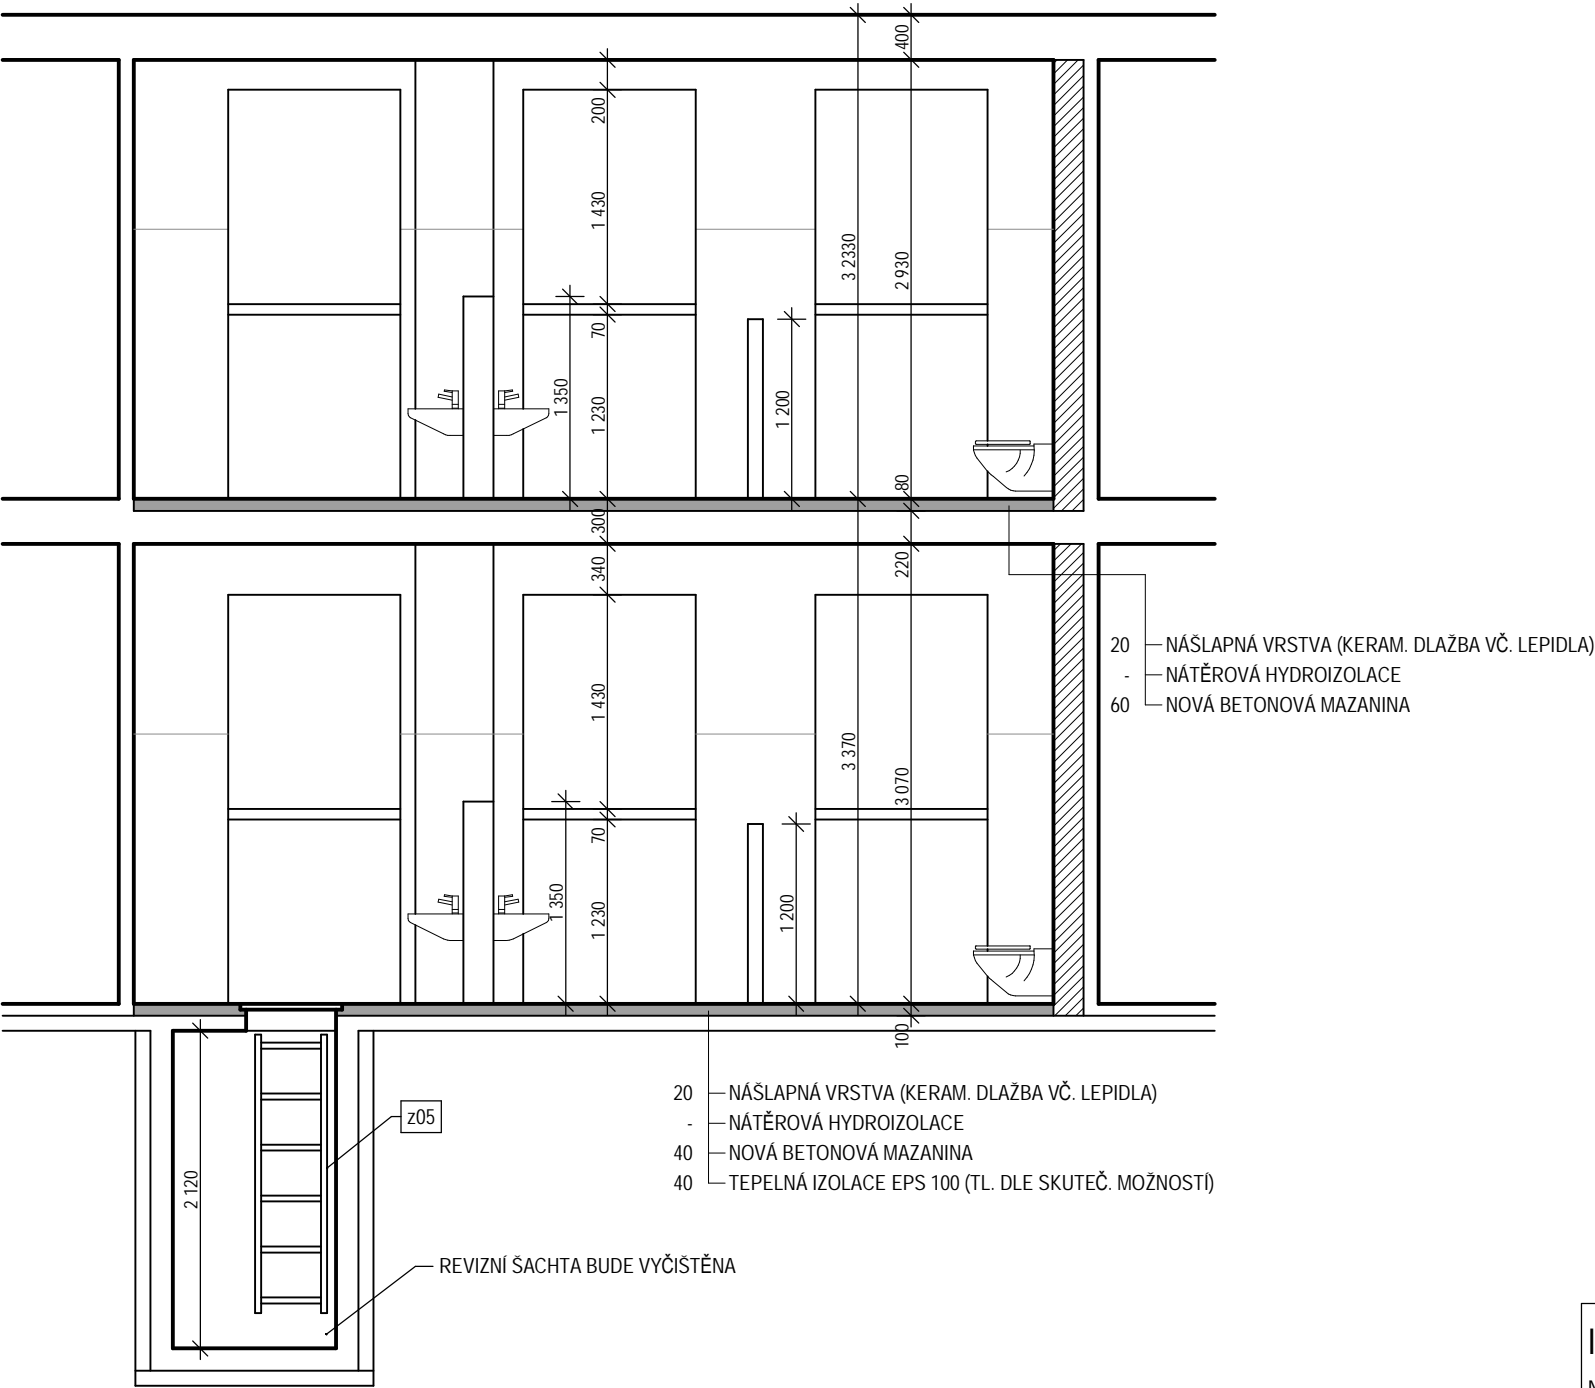 400
200
1 430
3 2330
2 930
70
1 350
1 200
1 230
80
300
340
220
20 NÁŠLAPNÁ VRSTVA (KERAM. DLAŽBA VČ. LEPIDLA)
- NÁTĚROVÁ HYDROIZOLACE
60 NOVÁ BETONOVÁ MAZANINA
1 430
3 370
3 070
70
1 350
1 200
1 230
100
20 NÁŠLAPNÁ VRSTVA (KERAM. DLAŽBA VČ. LEPIDLA)
- NÁTĚROVÁ HYDROIZOLACE
40 NOVÁ BETONOVÁ MAZANINA
40 TEPELNÁ IZOLACE EPS 100 (TL. DLE SKUTEČ. MOŽNOSTÍ)
z05
2 120
REVIZNÍ ŠACHTA BUDE VYČIŠTĚNA